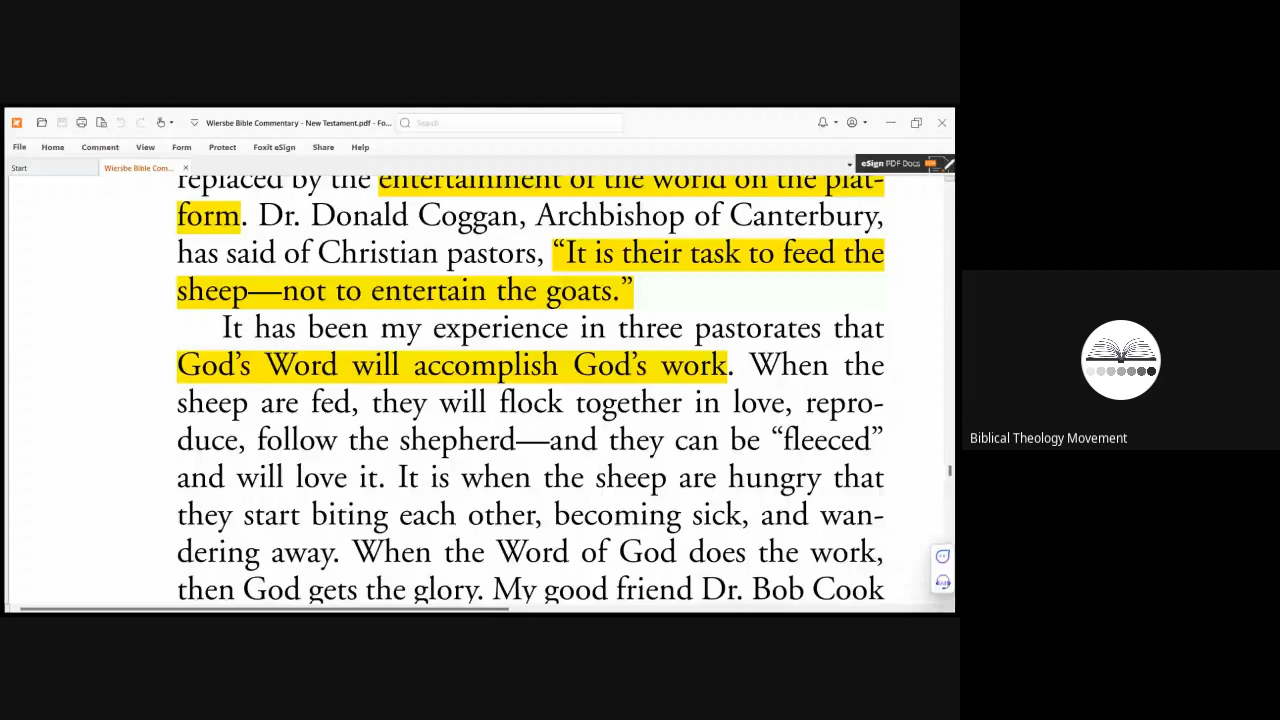 Wiersbe Bible Commentary - New Testament.pdf - Fo...
Search
File Home Comment View Form Protect Foxit eSign Share Help
Start
Wiersbe Bible Com...
eSign PDF Docs
replaced by the entertainment of the world on the plat-
form. Dr. Donald Coggan, Archbishop of Canterbury,
has said of Christian pastors, “It is their task to feed the
sheep—not to entertain the goats.”
It has been my experience in three pastorates that
God’s Word will accomplish God’s work. When the
sheep are fed, they will flock together in love, repro-
duce, follow the shepherd—and they can be “fleeced”
and will love it. It is when the sheep are hungry that
they start biting each other, becoming sick, and wan-
dering away. When the Word of God does the work,
then God gets the glory. My good friend Dr. Bob Cook
Biblical Theology Movement